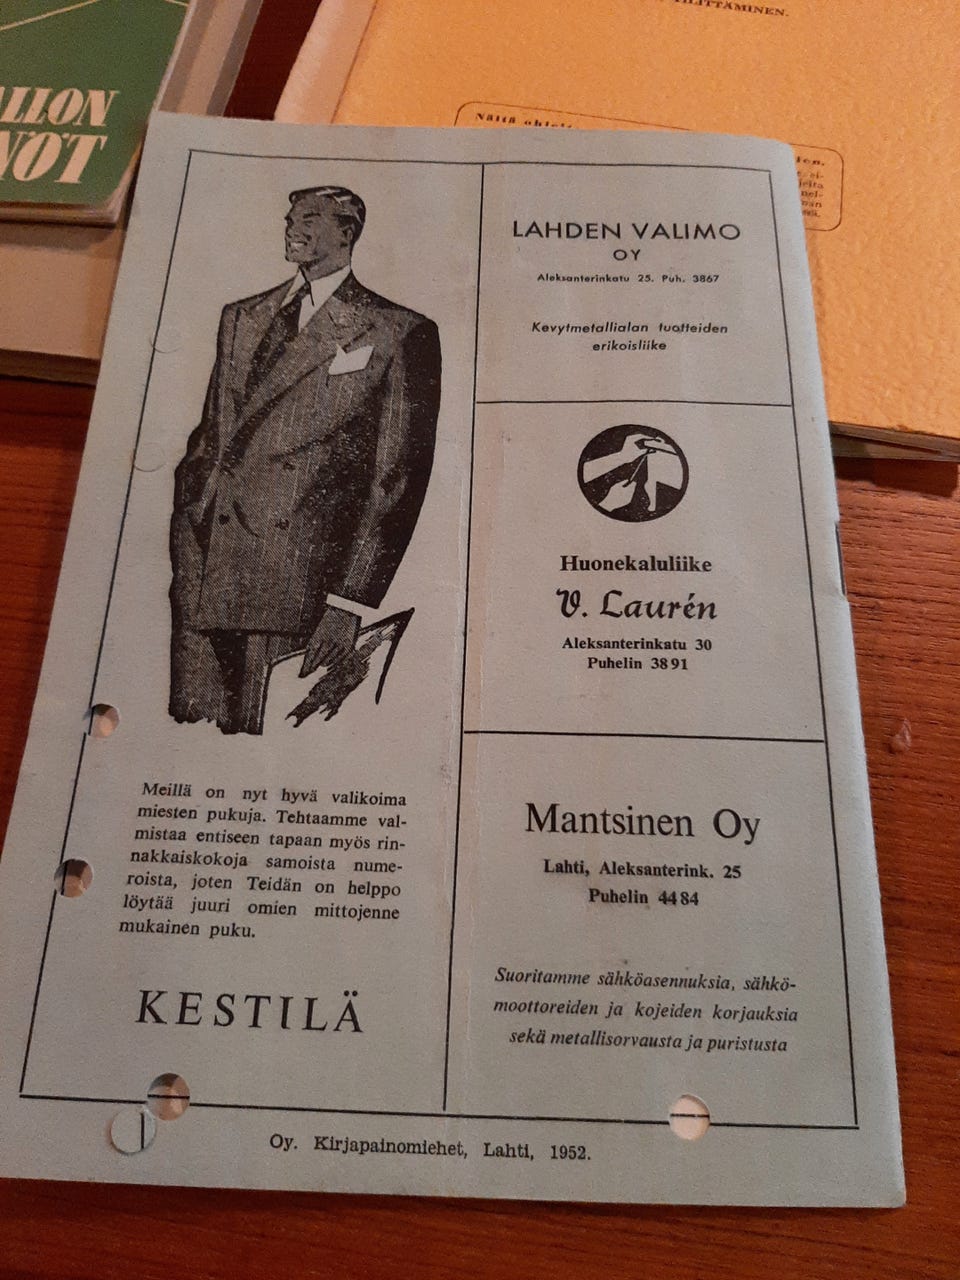 TILITTÄMINEN.
Näitä
LLON
NOT
Meillä on nyt hyvä valikoima
miesten pukuja. Tehtaamme val-
mistaa entiseen tapaan myös rin-
nakkaiskokoja samoista nume-
roista, joten Teidän on helppo
löytää juuri omien mittojenne
mukainen puku.
KESTILÄ
LAHDEN VALIMO
OY
Aleksanterinkatu 25. Puh. 3867
Kevytmetallialan tuotteiden
erikoisliike
Huonekaluliike
V. Laurén
Aleksanterinkatu 30
Puhelin 3891
Mantsinen Oy
Lahti, Aleksanterink. 25
Puhelin 4484
Suoritamme sähköasennuksia, sähkö-
moottoreiden ja kojeiden korjauksia
sekä metallisorvausta ja puristusta
Oy. Kirjapainomiehet, Lahti, 1952.